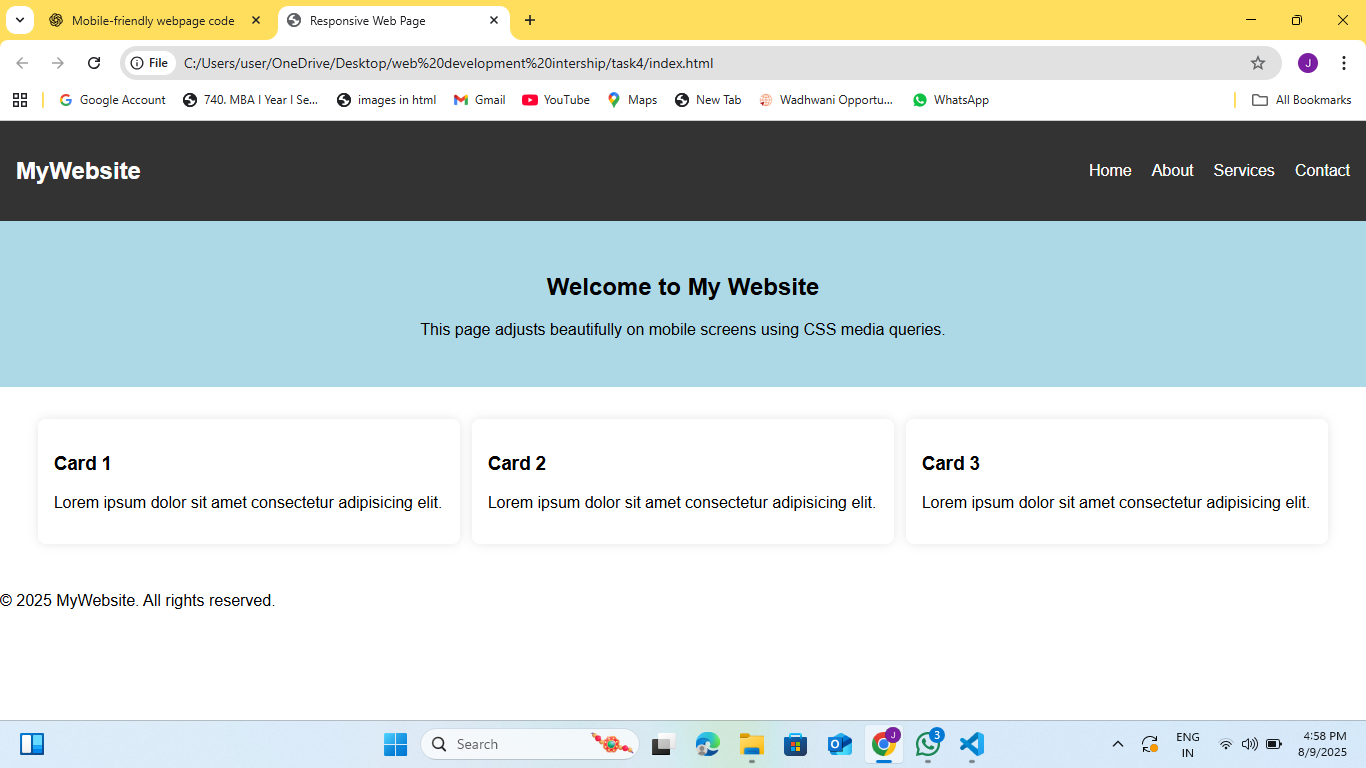 Mobile-friendly webpage code
Responsive Web Page
File
C:/Users/user/OneDrive/Desktop/web%20development%20intership/task4/index.html
J
Google Account
740. MBA I Year I Se...
images in html
Gmail
YouTube
Maps
New Tab
Wadhwani Opportu...
WhatsApp
All Bookmarks
MyWebsite
Home About Services Contact
Welcome to My Website
This page adjusts beautifully on mobile screens using CSS media queries.
Card 1
Lorem ipsum dolor sit amet consectetur adipisicing elit.
Card 2
Lorem ipsum dolor sit amet consectetur adipisicing elit.
Card 3
Lorem ipsum dolor sit amet consectetur adipisicing elit.
© 2025 MyWebsite. All rights reserved.
Search
J
3
ENG
IN
4:58 PM
8/9/2025